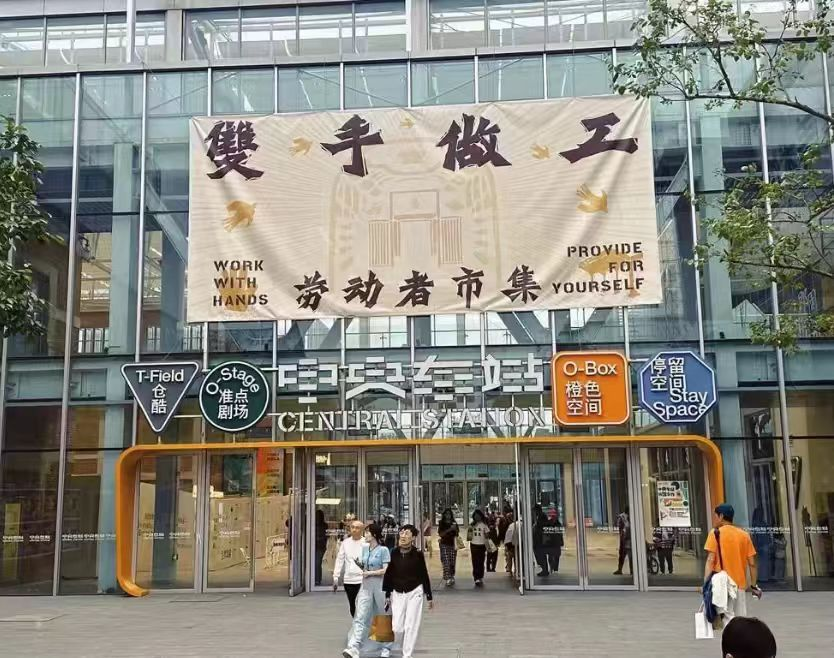 雙手做工
WORK
WITH
HANDS
PROVIDE
FOR
YOURSELF
劳动者市集
T-Field
仓
酷
O-Stage
准点
剧场
中央车站
CENTRAL STATION
O-Box
橙色
空间
停留
空间
Stay
Space